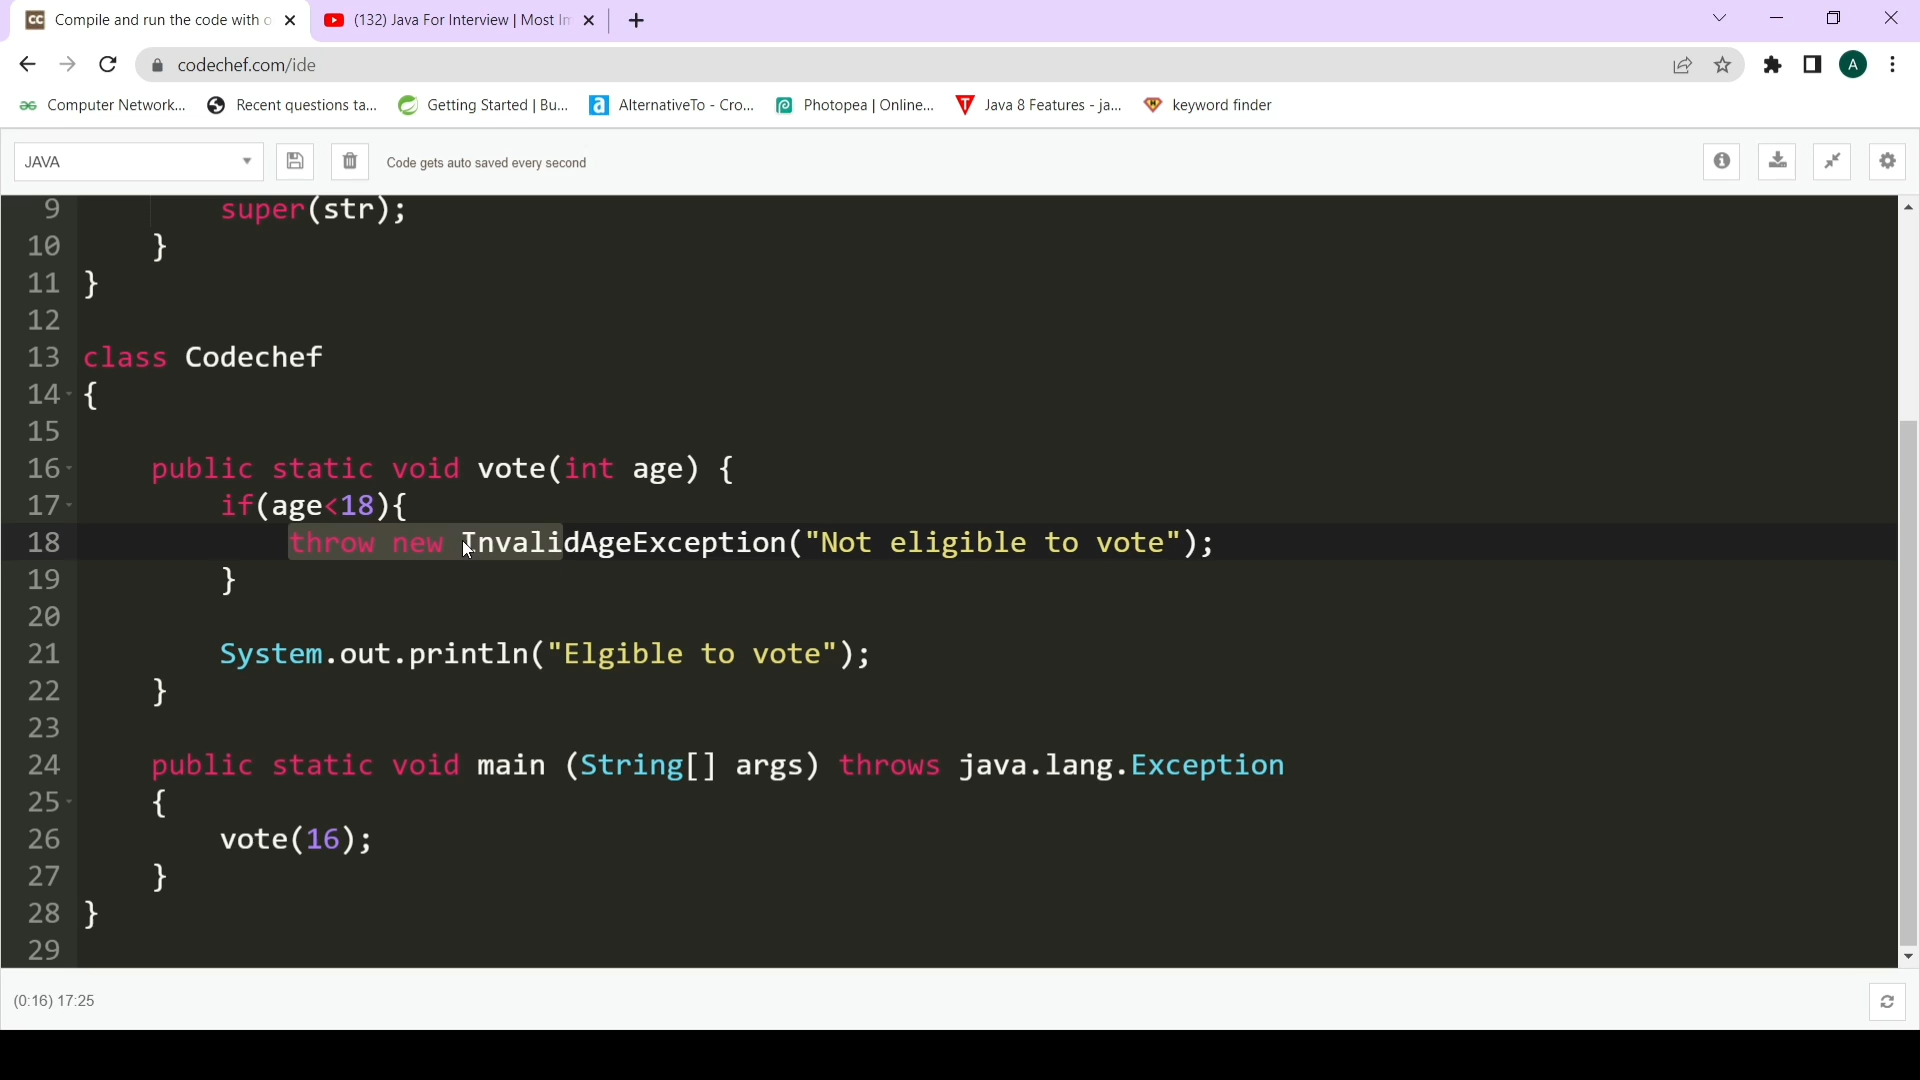 Compile and run the code with o
(132) Java For Interview | Most Im
codechef.com/ide
A
Computer Network... Recent questions ta... Getting Started | Bu... AlternativeTo - Cro... Photopea | Online... Java 8 Features - ja... keyword finder
JAVA Code gets auto saved every second
9 super(str);
10 }
11 }
12
13 class Codechef
14 {
15
16 public static void vote(int age) {
17 if(age<18){
18 throw new InvalidAgeException("Not eligible to vote");
19 }
20
21 System.out.println("Elgible to vote");
22 }
23
24 public static void main (String[] args) throws java.lang.Exception
25 {
26 vote(16);
27 }
28 }
29
(0:16) 17:25